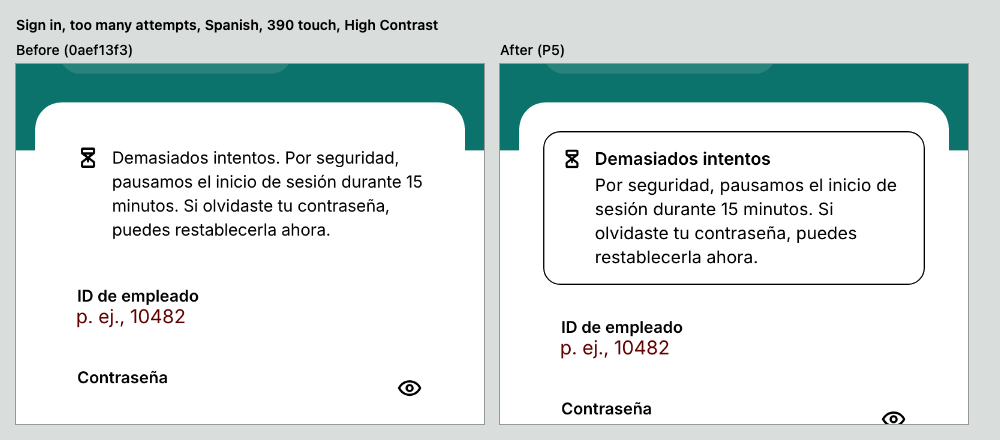 Sign in, too many attempts, Spanish, 390 touch, High Contrast
Before (0aef13f3)
Demasiados intentos. Por seguridad,
pausamos el inicio de sesión durante 15
minutos. Si olvidaste tu contraseña,
puedes restablecerla ahora.
ID de empleado
p. ej., 10482
Contraseña
After (P5)
Demasiados intentos
Por seguridad, pausamos el inicio de
sesión durante 15 minutos. Si
olvidaste tu contraseña, puedes
restablecerla ahora.
ID de empleado
p. ej., 10482
Contraseña